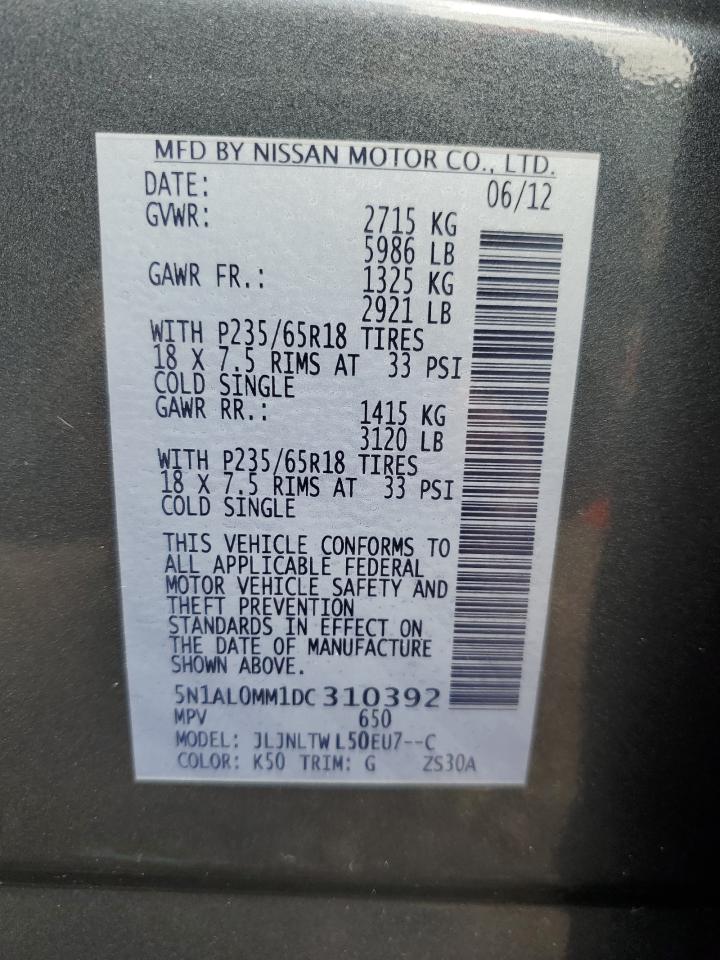 MFD BY NISSAN MOTOR CO., LTD.
DATE: 06/12
GVWR: 2715 KG
5986 LB
GAWR FR.: 1325 KG
2921 LB
WITH P235/65R18 TIRES
18 X 7.5 RIMS AT 33 PSI
COLD SINGLE
GAWR RR.: 1415 KG
3120 LB
WITH P235/65R18 TIRES
18 X 7.5 RIMS AT 33 PSI
COLD SINGLE
THIS VEHICLE CONFORMS TO
ALL APPLICABLE FEDERAL
MOTOR VEHICLE SAFETY AND
THEFT PREVENTION
STANDARDS IN EFFECT ON
THE DATE OF MANUFACTURE
SHOWN ABOVE.
5N1AL0MM1DC310392
MPV 650
MODEL: JLJNLTW L50EU7--C
COLOR: K50 TRIM: G ZS30A